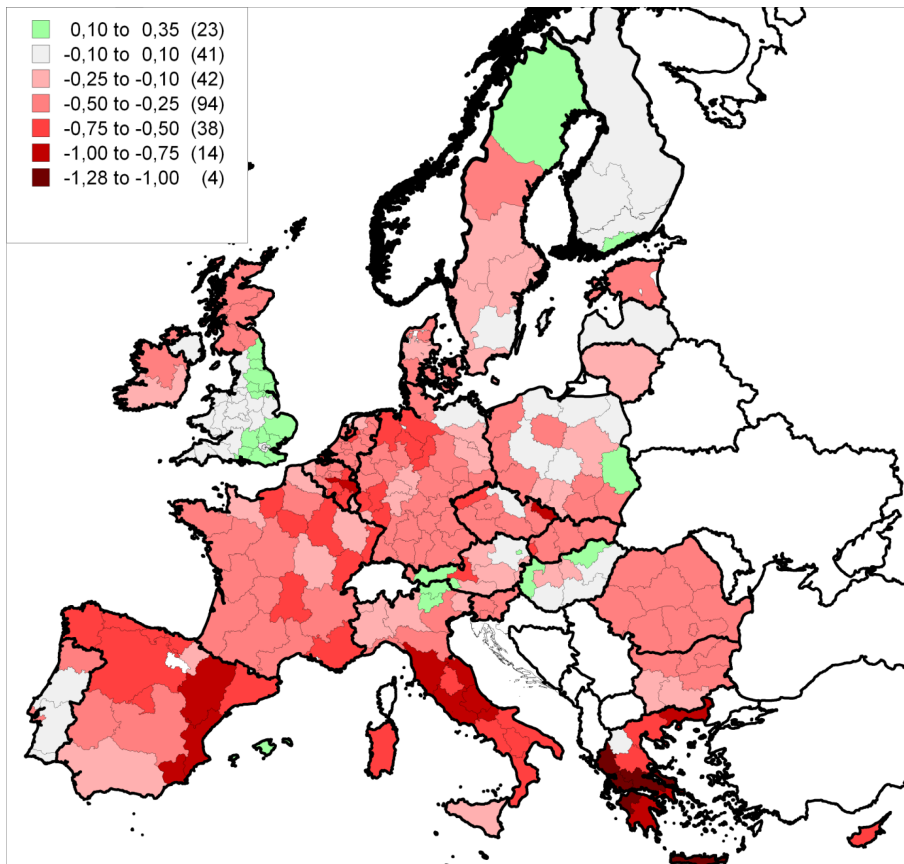 0,10 to 0,35 (23)
-0,10 to 0,10 (41)
-0,25 to -0,10 (42)
-0,50 to -0,25 (94)
-0,75 to -0,50 (38)
-1,00 to -0,75 (14)
-1,28 to -1,00 (4)